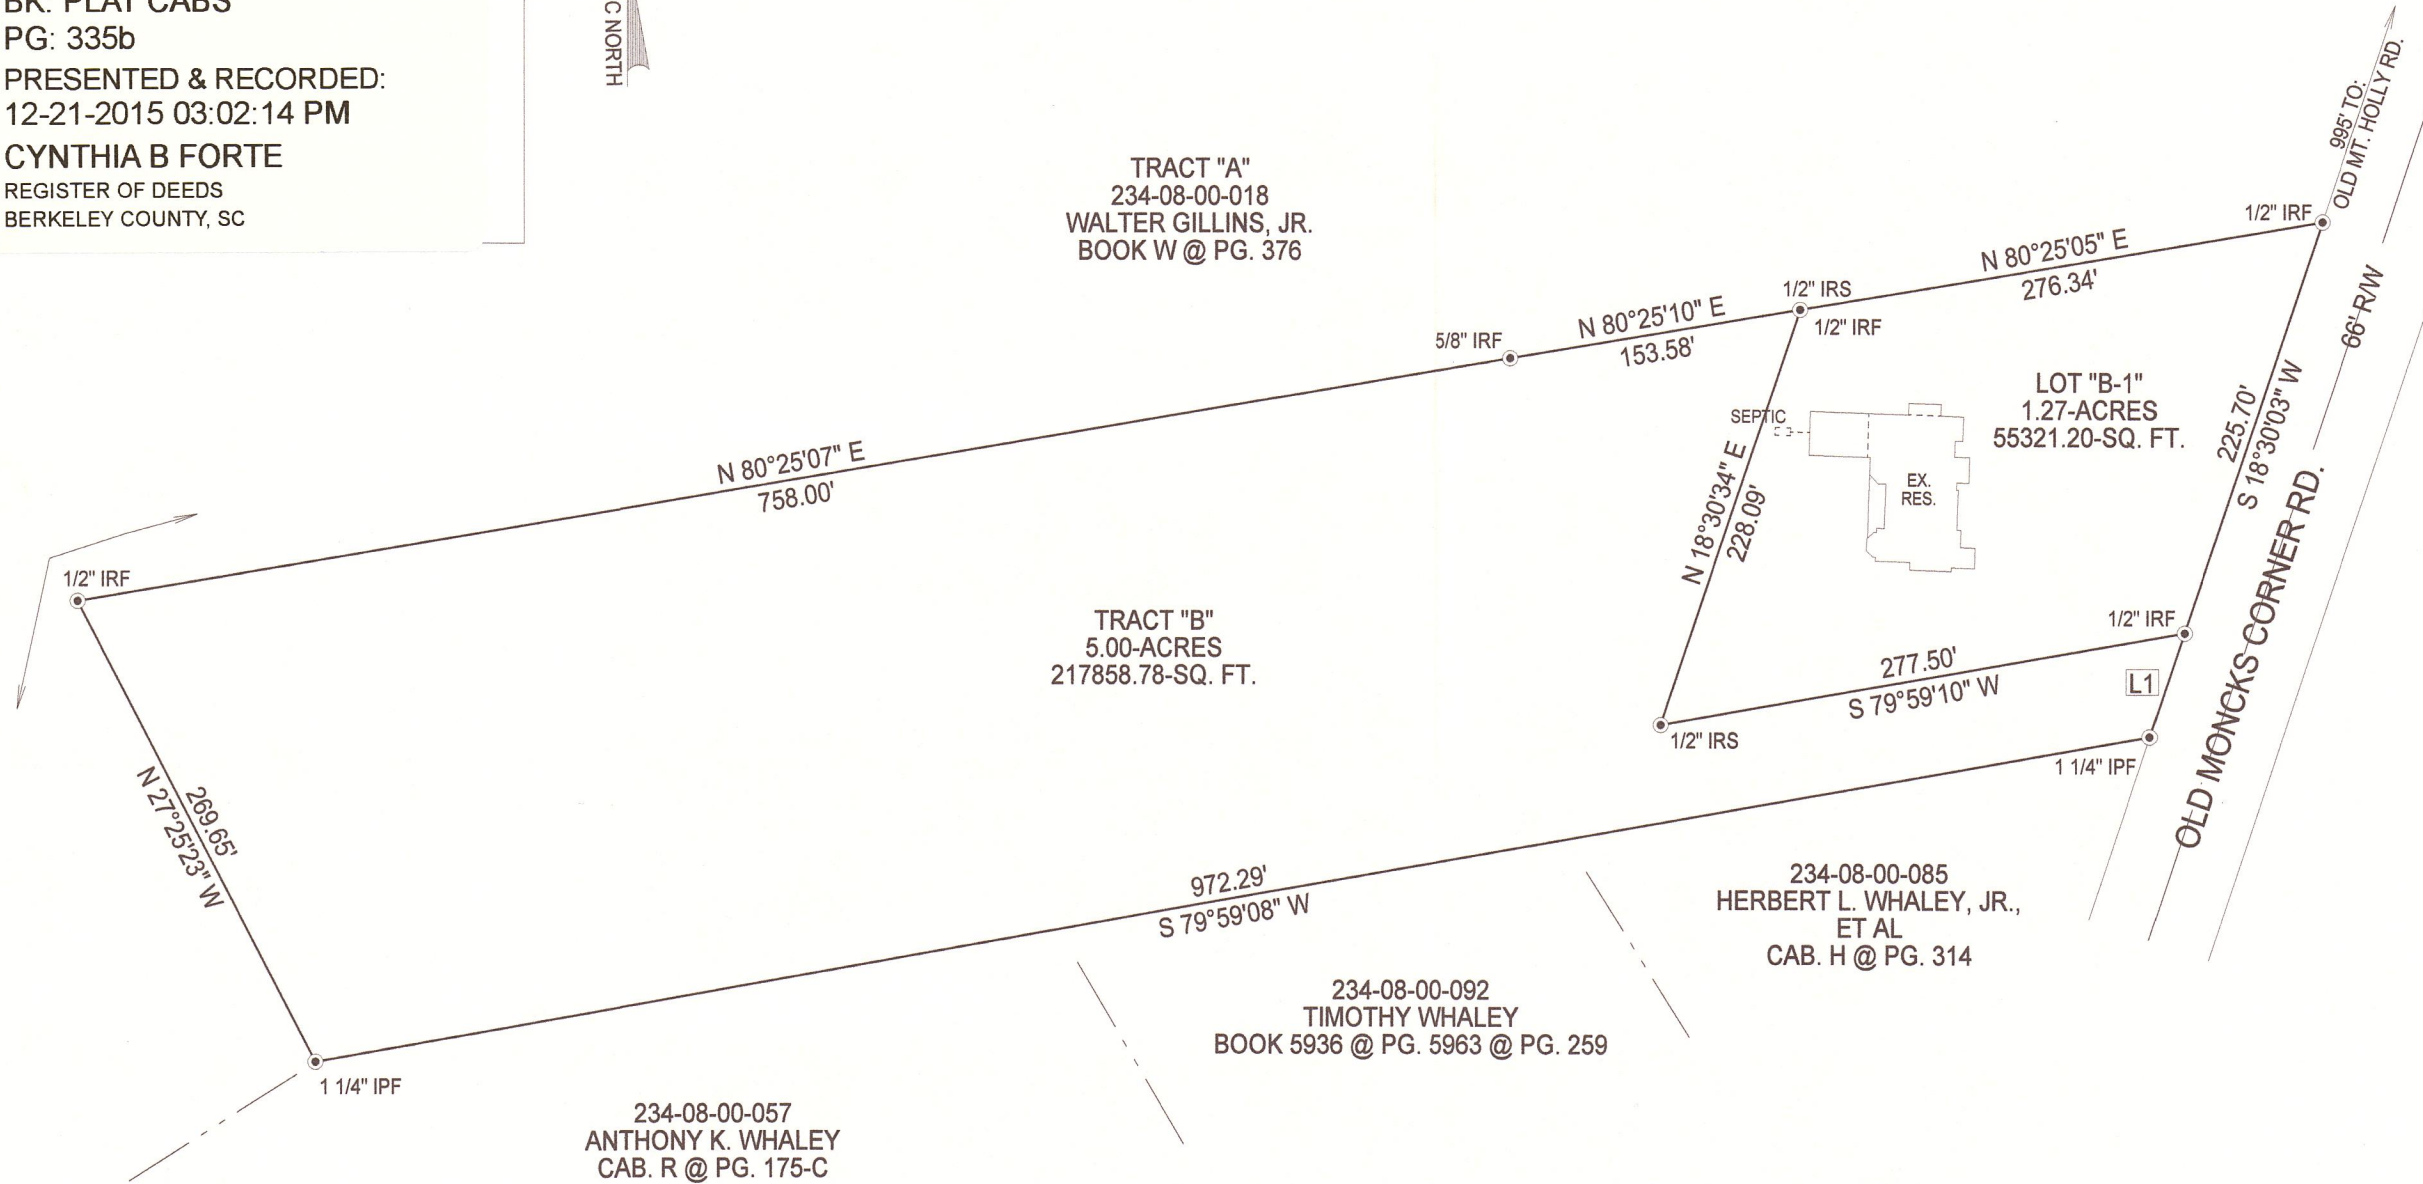 BK: PLAT CABS
PG: 335b
PRESENTED & RECORDED:
12-21-2015 03:02:14 PM
CYNTHIA B FORTE
REGISTER OF DEEDS
BERKELEY COUNTY, SC
C NORTH
TRACT "A"
234-08-00-018
WALTER GILLINS, JR.
BOOK W @ PG. 376
995' TO:
OLD MT. HOLLY RD.
1/2" IRF
N 80°25'05" E
276.34'
66' R/W
1/2" IRS
1/2" IRF
N 80°25'10" E
153.58'
5/8" IRF
LOT "B-1"
1.27-ACRES
55321.20-SQ. FT.
225.70'
S 18°30'03" W
SEPTIC
EX.
RES.
N 18°30'34" E
228.09'
N 80°25'07" E
758.00'
1/2" IRF
TRACT "B"
5.00-ACRES
217858.78-SQ. FT.
1/2" IRF
277.50'
S 79°59'10" W
L1
1/2" IRS
1 1/4" IPF
OLD MONCKS CORNER RD.
269.65'
N 27°25'23" W
972.29'
S 79°59'08" W
234-08-00-085
HERBERT L. WHALEY, JR.,
ET AL
CAB. H @ PG. 314
234-08-00-092
TIMOTHY WHALEY
BOOK 5936 @ PG. 5963 @ PG. 259
1 1/4" IPF
234-08-00-057
ANTHONY K. WHALEY
CAB. R @ PG. 175-C